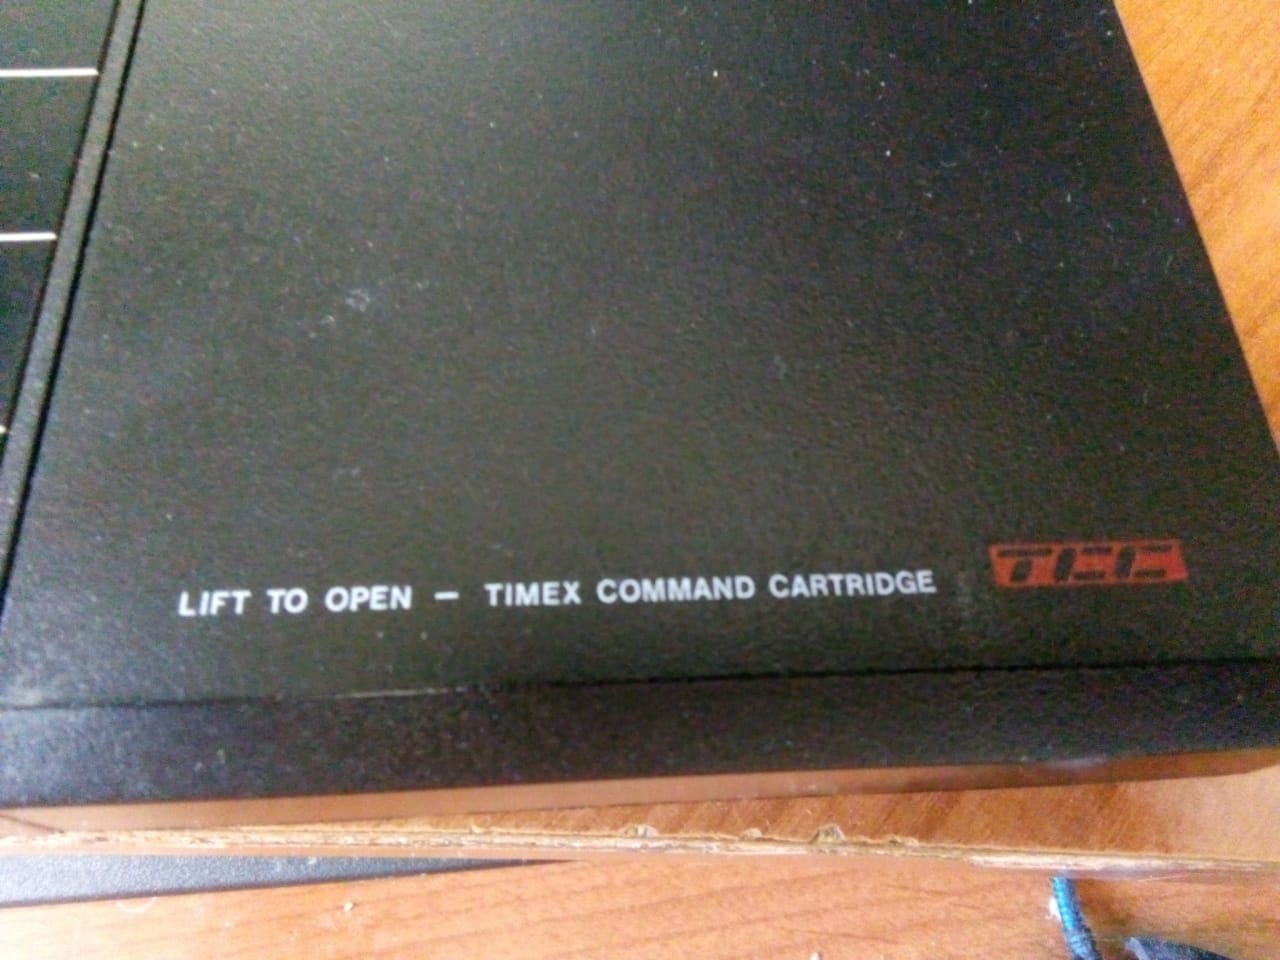 LIFT TO OPEN – TIMEX COMMAND CARTRIDGE TCC